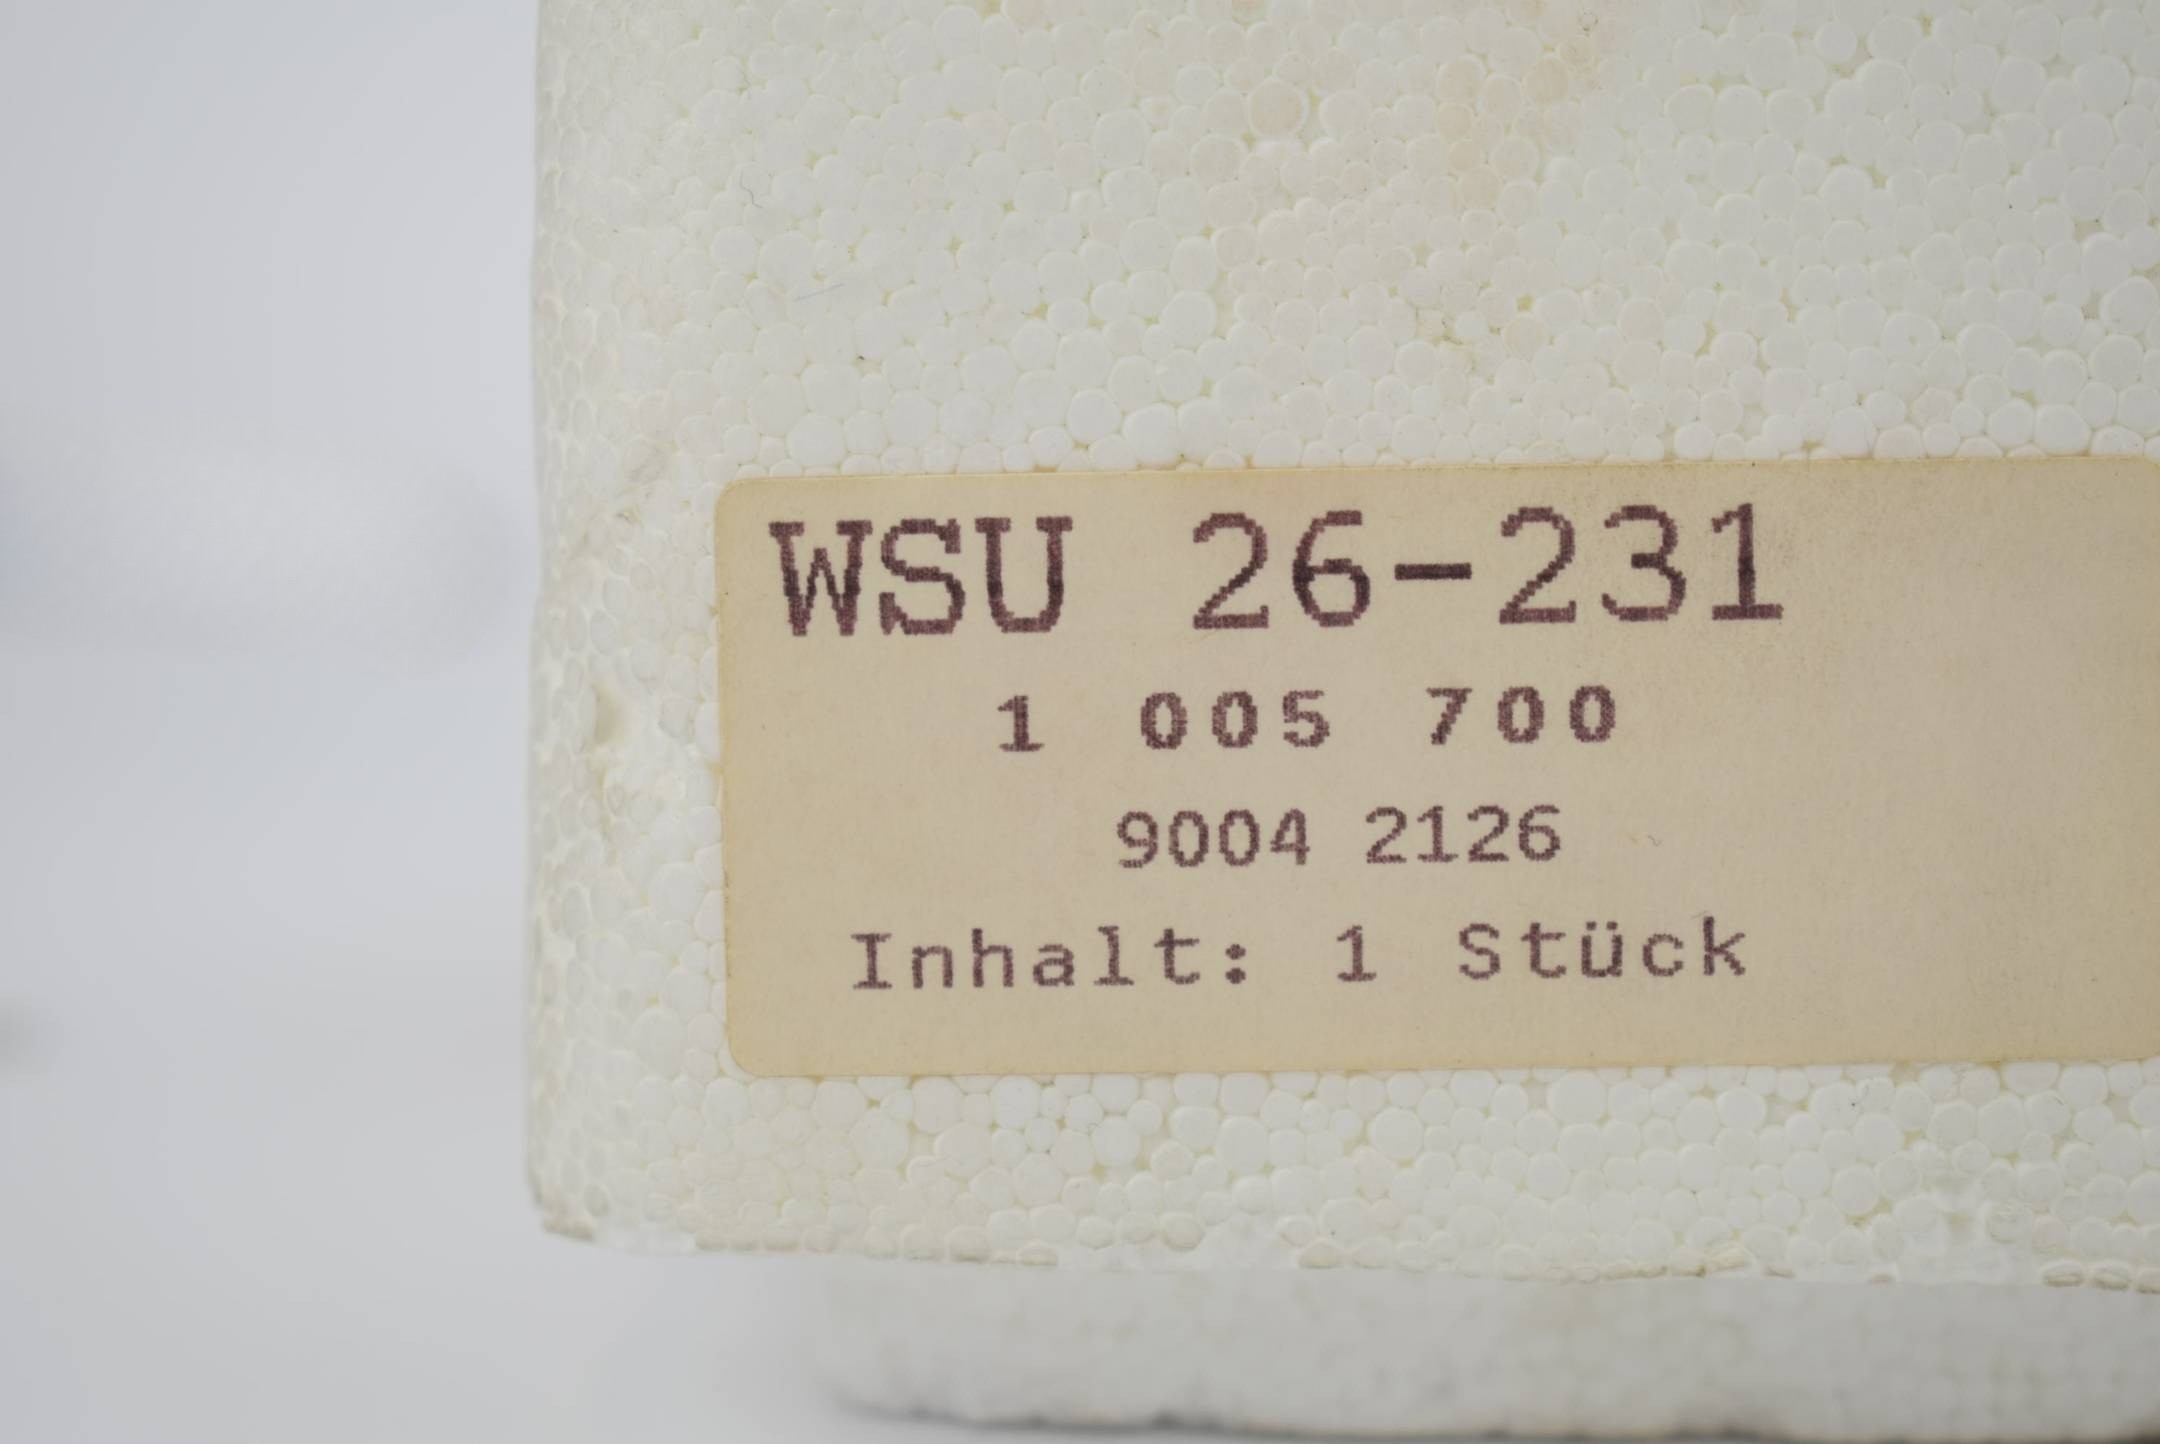 WSU 26-231
1 005 700
9004 2126
Inhalt: 1 Stück